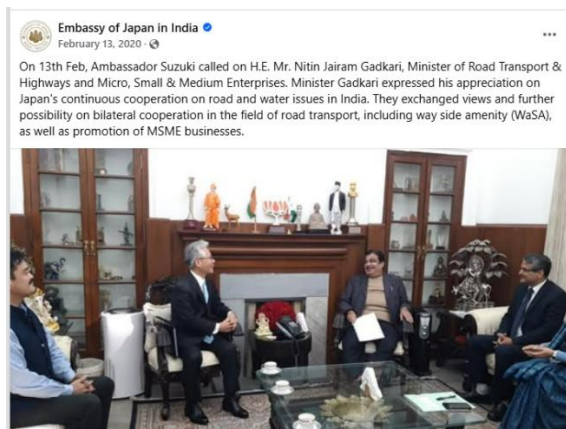 Embassy of Japan in India
February 13, 2020 ·
On 13th Feb, Ambassador Suzuki called on H.E. Mr. Nitin Jairam Gadkari, Minister of Road Transport &
Highways and Micro, Small & Medium Enterprises. Minister Gadkari expressed his appreciation on
Japan's continuous cooperation on road and water issues in India. They exchanged views and further
possibility on bilateral cooperation in the field of road transport, including way side amenity (WaSA),
as well as promotion of MSME businesses.